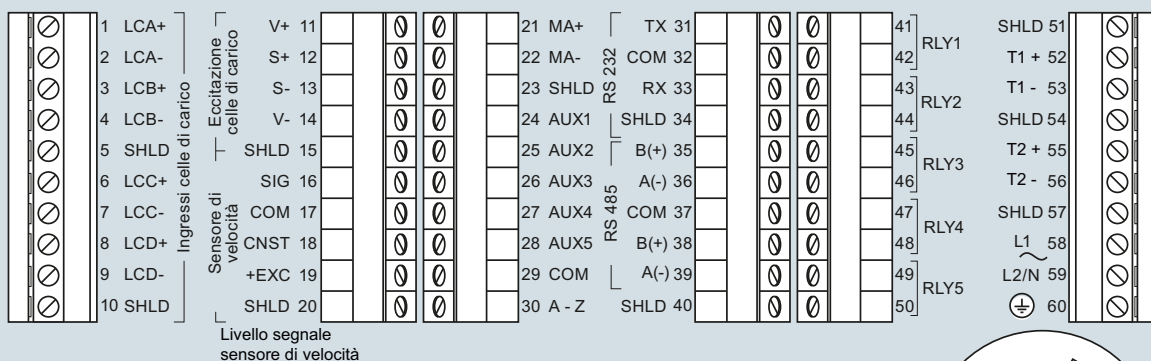 1 LCA+
2 LCA-
3 LCB+
4 LCB-
5 SHLD
6 LCC+
7 LCC-
8 LCD+
9 LCD-
10 SHLD
Ingressi celle di carico
Eccitazione
celle di carico
V+ 11
S+ 12
S- 13
V- 14
SHLD 15
Sensore di
velocità
SIG 16
COM 17
CNST 18
+EXC 19
SHLD 20
Livello segnale
sensore di velocità
21 MA+
22 MA-
23 SHLD
24 AUX1
25 AUX2
26 AUX3
27 AUX4
28 AUX5
29 COM
30 A - Z
RS 232
TX 31
COM 32
RX 33
SHLD 34
RS 485
B(+) 35
A(-) 36
COM 37
B(+) 38
A(-) 39
SHLD 40
41
42
RLY1
43
44
RLY2
45
46
RLY3
47
48
RLY4
49
50
RLY5
SHLD 51
T1 + 52
T1 - 53
SHLD 54
T2 + 55
T2 - 56
SHLD 57
L1 58
L2/N 59
60